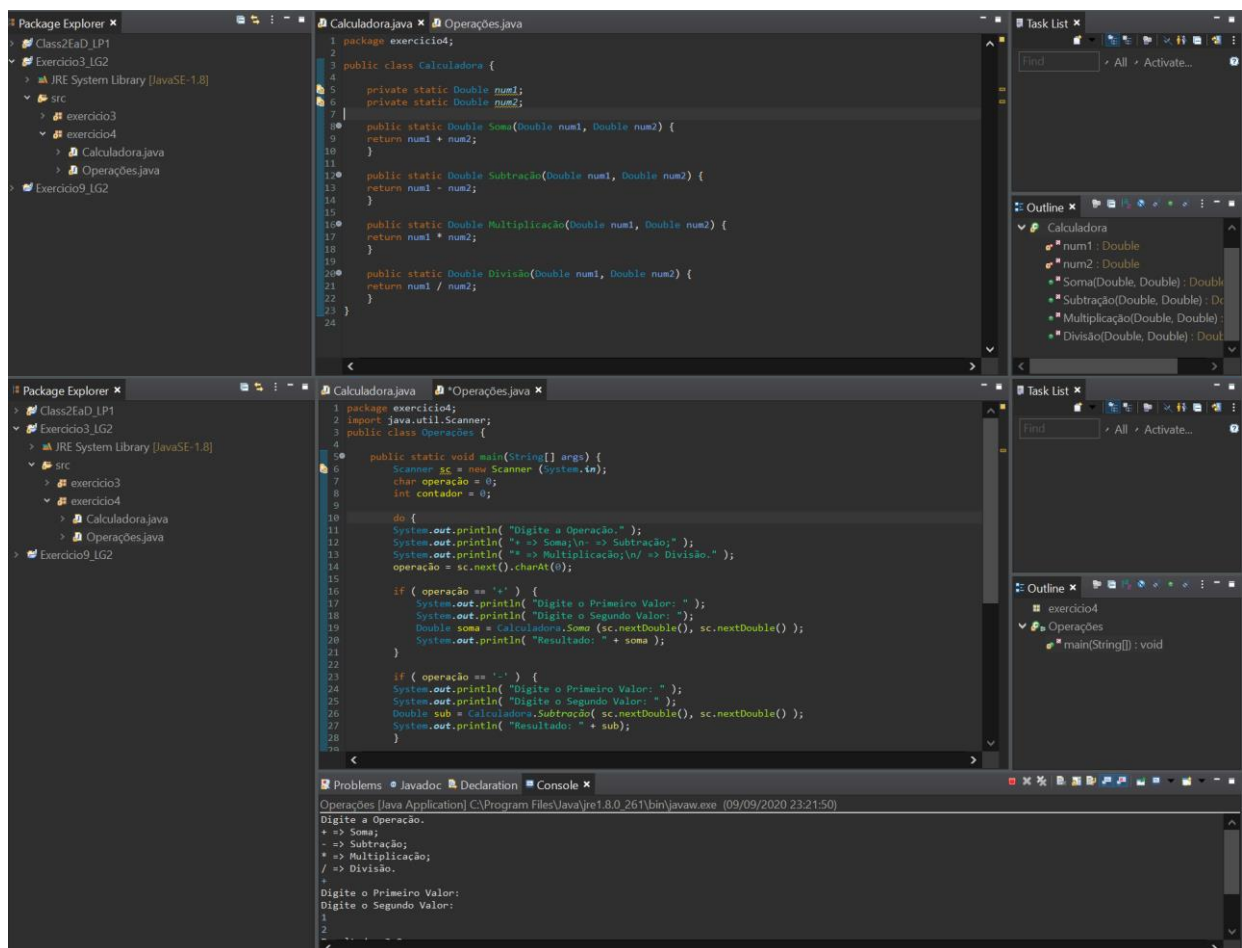 Package Explorer
Class2EaD_LP1
Exercicio3_LG2
JRE System Library [JavaSE-1.8]
src
exercicio3
exercicio4
Calculadora.java
Operações.java
Exercicio9_LG2
Calculadora.java Operações.java
1 package exercicio4;
2
3 public class Calculadora {
4
5 private static Double num1;
6 private static Double num2;
7
8 public static Double Soma(Double num1, Double num2) {
9 return num1 + num2;
10 }
11
12 public static Double Subtração(Double num1, Double num2) {
13 return num1 - num2;
14 }
15
16 public static Double Multiplicação(Double num1, Double num2) {
17 return num1 * num2;
18 }
19
20 public static Double Divisão(Double num1, Double num2) {
21 return num1 / num2;
22 }
23 }
24
Task List
Find All Activate...
Outline
Calculadora
num1 : Double
num2 : Double
Soma(Double, Double) : Double
Subtração(Double, Double) : Do
Multiplicação(Double, Double) :
Divisão(Double, Double) : Doub
Package Explorer
Class2EaD_LP1
Exercicio3_LG2
JRE System Library [JavaSE-1.8]
src
exercicio3
exercicio4
Calculadora.java
Operações.java
Exercicio9_LG2
Calculadora.java *Operações.java
1 package exercicio4;
2 import java.util.Scanner;
3 public class Operações {
4
5 public static void main(String[] args) {
6 Scanner sc = new Scanner (System.in);
7 char operação = 0;
8 int contador = 0;
9
10 do {
11 System.out.println( "Digite a Operação." );
12 System.out.println( "+ => Soma;\n- => Subtração;" );
13 System.out.println( "* => Multiplicação;\n/ => Divisão." );
14 operação = sc.next().charAt(0);
15
16 if ( operação == '+' ) {
17 System.out.println( "Digite o Primeiro Valor: " );
18 System.out.println( "Digite o Segundo Valor: ");
19 Double soma = Calculadora.Soma (sc.nextDouble(), sc.nextDouble() );
20 System.out.println( "Resultado: " + soma );
21 }
22
23 if ( operação == '-' ) {
24 System.out.println( "Digite o Primeiro Valor: " );
25 System.out.println( "Digite o Segundo Valor: " );
26 Double sub = Calculadora.Subtração( sc.nextDouble(), sc.nextDouble() );
27 System.out.println( "Resultado: " + sub);
28 }
29
Task List
Find All Activate...
Outline
exercicio4
Operações
main(String[]) : void
Problems Javadoc Declaration Console
Operações [Java Application] C:\Program Files\Java\jre1.8.0_261\bin\javaw.exe (09/09/2020 23:21:50)
Digite a Operação.
+ => Soma;
- => Subtração;
* => Multiplicação;
/ => Divisão.
+
Digite o Primeiro Valor:
Digite o Segundo Valor:
1
2